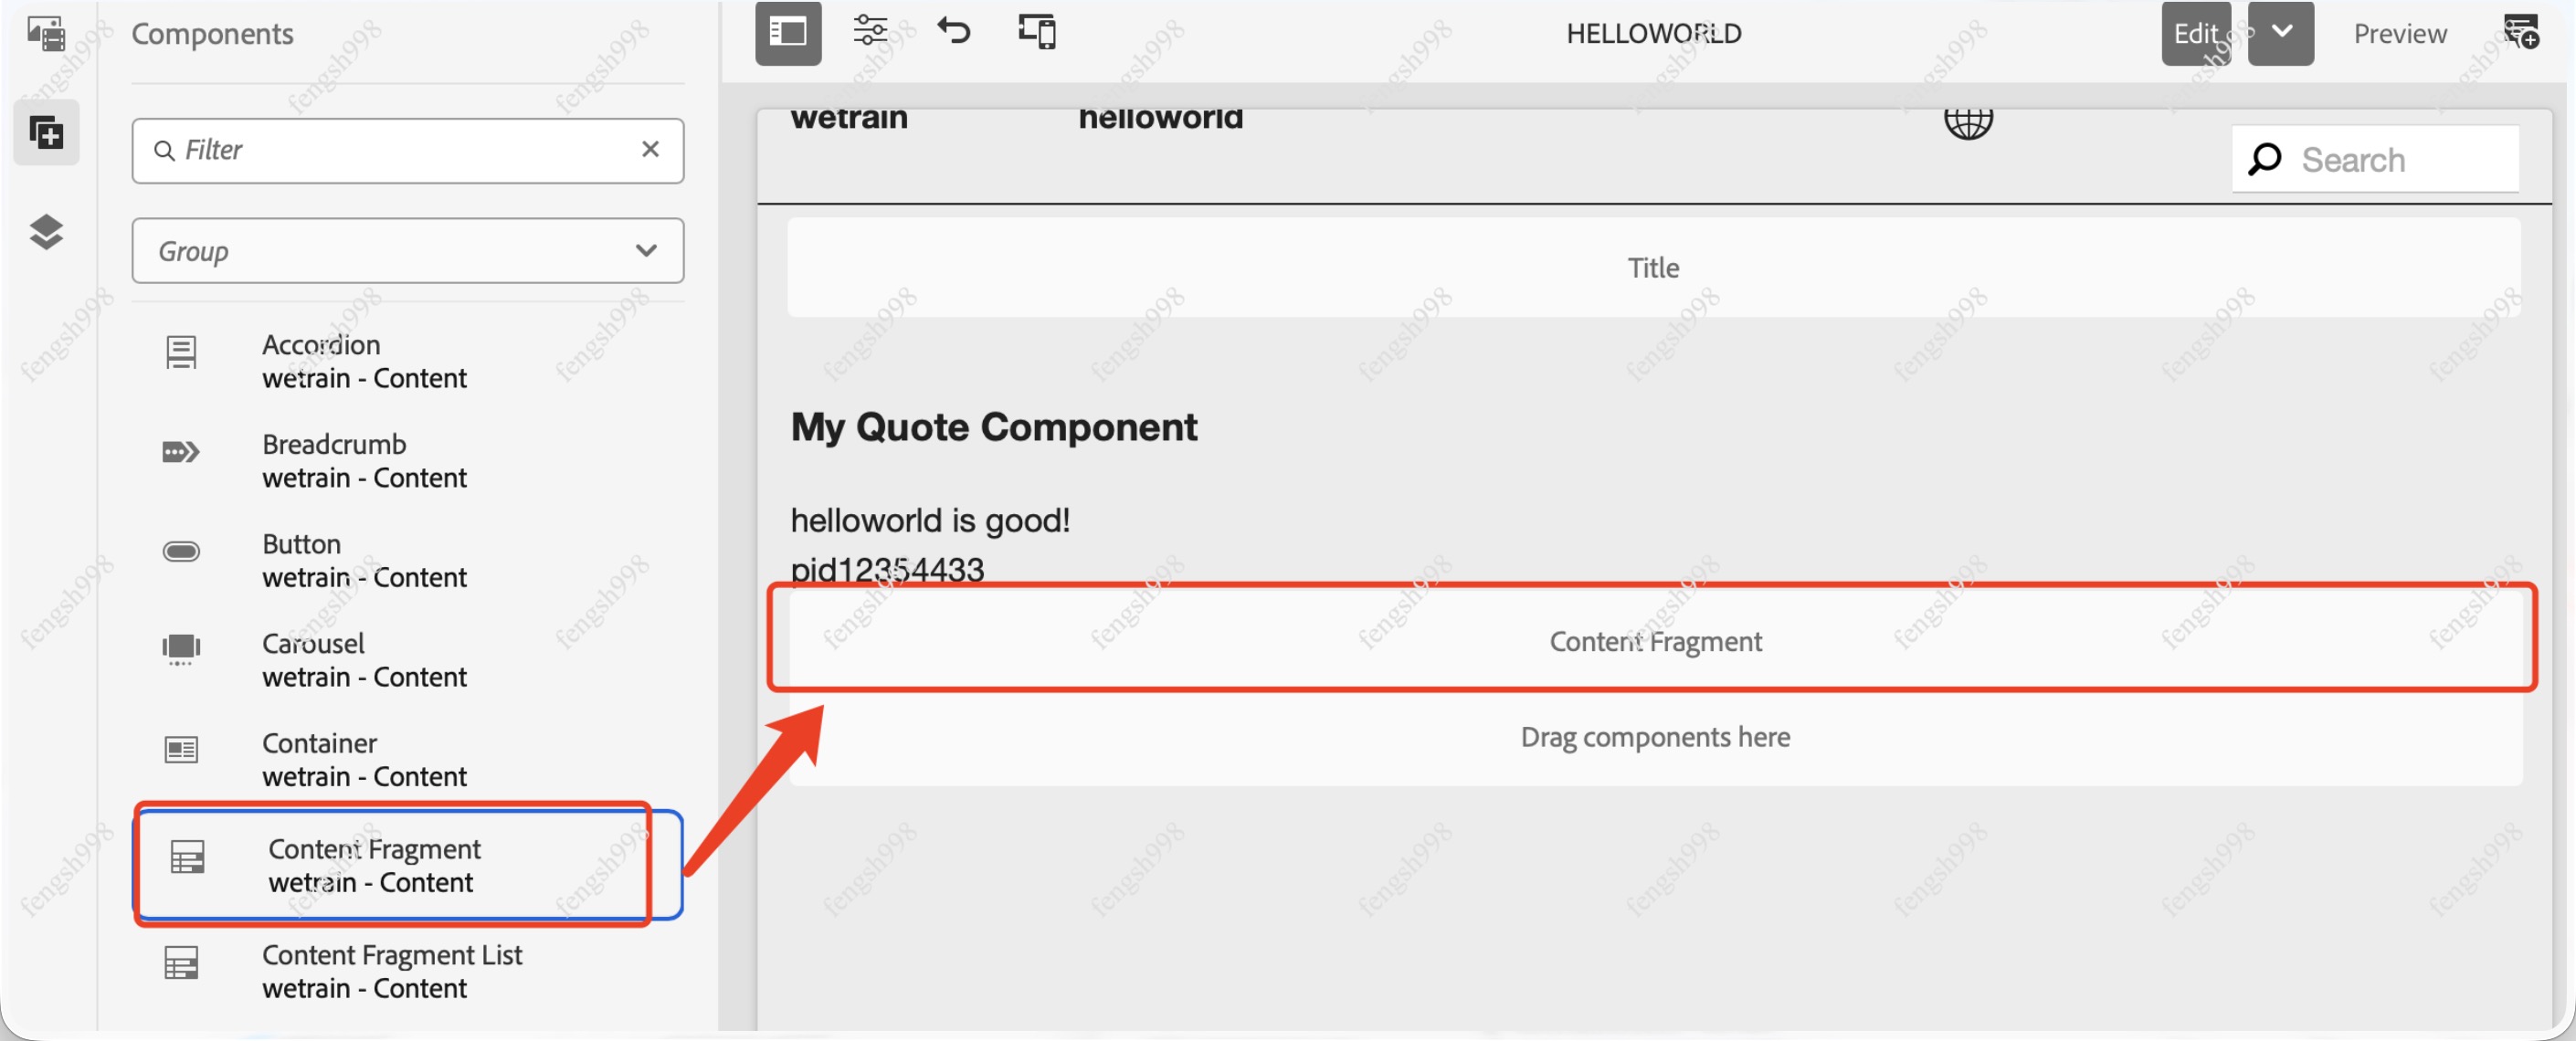 Components
Filter
Group
Accordion
wetrain - Content
Breadcrumb
wetrain - Content
Button
wetrain - Content
Carousel
wetrain - Content
Container
wetrain - Content
Content Fragment
wetrain - Content
Content Fragment List
wetrain - Content
HELLOWORLD
Edit
Preview
wetrain
helloworld
Search
Title
My Quote Component
helloworld is good!
pid12354433
Content Fragment
Drag components here
fengsh998